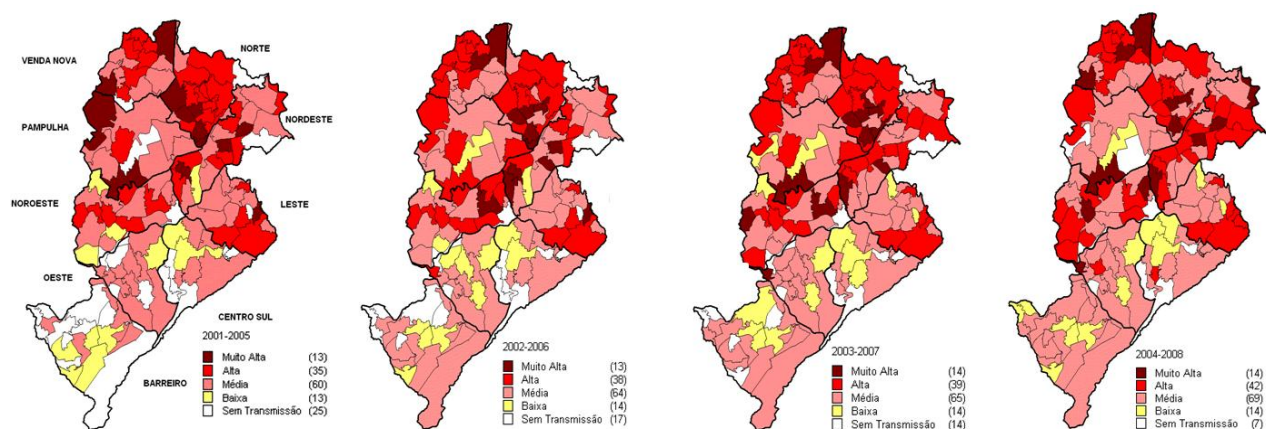 VENDA NOVA
NORTE
PAMPULHA
NORDESTE
NOROESTE
LESTE
OESTE
CENTRO SUL
BARREIRO
2001-2005
Muito Alta (13)
Alta (35)
Média (60)
Baixa (13)
Sem Transmissão (25)
2002-2006
Muito Alta (13)
Alta (38)
Média (64)
Baixa (14)
Sem Transmissão (17)
2003-2007
Muito Alta (14)
Alta (39)
Média (65)
Baixa (14)
Sem Transmissão (14)
2004-2008
Muito Alta (14)
Alta (42)
Média (69)
Baixa (14)
Sem Transmissão (7)